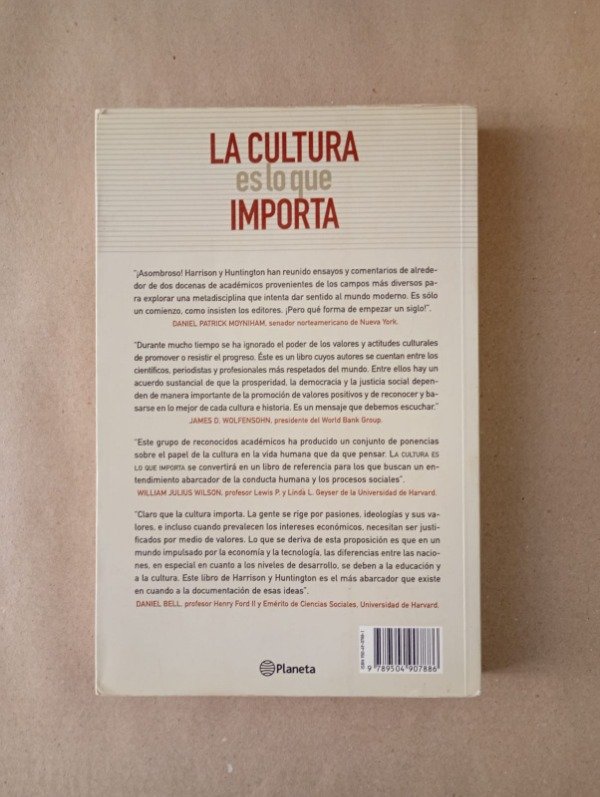 LA CULTURA
es lo que
IMPORTA
"¡Asombroso! Harrison y Huntington han reunido ensayos y comentarios de alrede-
dor de dos docenas de académicos provenientes de los campos más diversos pa-
ra explorar una metadisciplina que intenta dar sentido al mundo moderno. Es sólo
un comienzo, como insisten los editores. ¡Pero qué forma de empezar un siglo!".
DANIEL PATRICK MOYNIHAM, senador norteamericano de Nueva York.
"Durante mucho tiempo se ha ignorado el poder de los valores y actitudes culturales
de promover o resistir el progreso. Éste es un libro cuyos autores se cuentan entre los
científicos, periodistas y profesionales más respetados del mundo. Entre ellos hay un
acuerdo sustancial de que la prosperidad, la democracia y la justicia social depen-
den de manera importante de la promoción de valores positivos y de reconocer y ba-
sarse en lo mejor de cada cultura e historia. Es un mensaje que debemos escuchar."
JAMES D. WOLFENSOHN, presidente del World Bank Group.
"Este grupo de reconocidos académicos ha producido un conjunto de ponencias
sobre el papel de la cultura en la vida humana que da que pensar. LA CULTURA ES
LO QUE IMPORTA se convertirá en un libro de referencia para los que buscan un en-
tendimiento abarcador de la conducta humana y los procesos sociales".
WILLIAM JULIUS WILSON, profesor Lewis P. y Linda L. Geyser de la Universidad de Harvard.
"Claro que la cultura importa. La gente se rige por pasiones, ideologías y sus va-
lores, e incluso cuando prevalecen los intereses económicos, necesitan ser justi-
ficados por medio de valores. Lo que se deriva de esta proposición es que en un
mundo impulsado por la economía y la tecnología, las diferencias entre las nacio-
nes, en especial en cuanto a los niveles de desarrollo, se deben a la educación y
a la cultura. Este libro de Harrison y Huntington es el más abarcador que existe
en cuando a la documentación de esas ideas".
DANIEL BELL, profesor Henry Ford II y Emérito de Ciencias Sociales, Universidad de Harvard.
Planeta
9 789504 907886